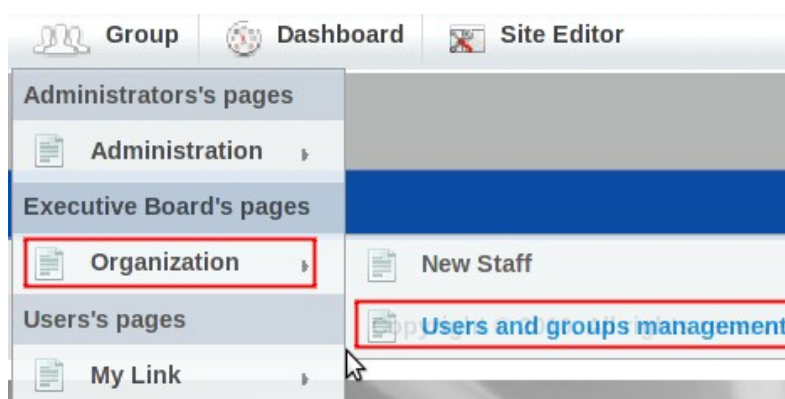 Group Dashboard Site Editor
Administrators's pages
Administration
Executive Board's pages
Organization
New Staff
Users's pages
Users and groups management
My Link